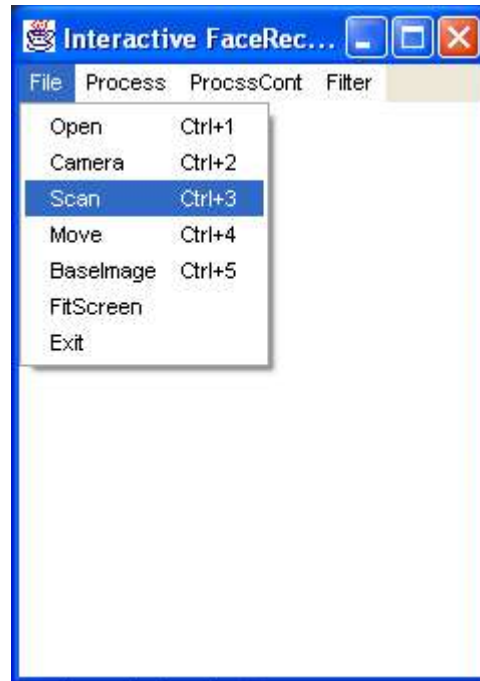 Interactive FaceRec...
File Process ProcssCont Filter
Open Ctrl+1
Camera Ctrl+2
Scan Ctrl+3
Move Ctrl+4
BaseImage Ctrl+5
FitScreen
Exit